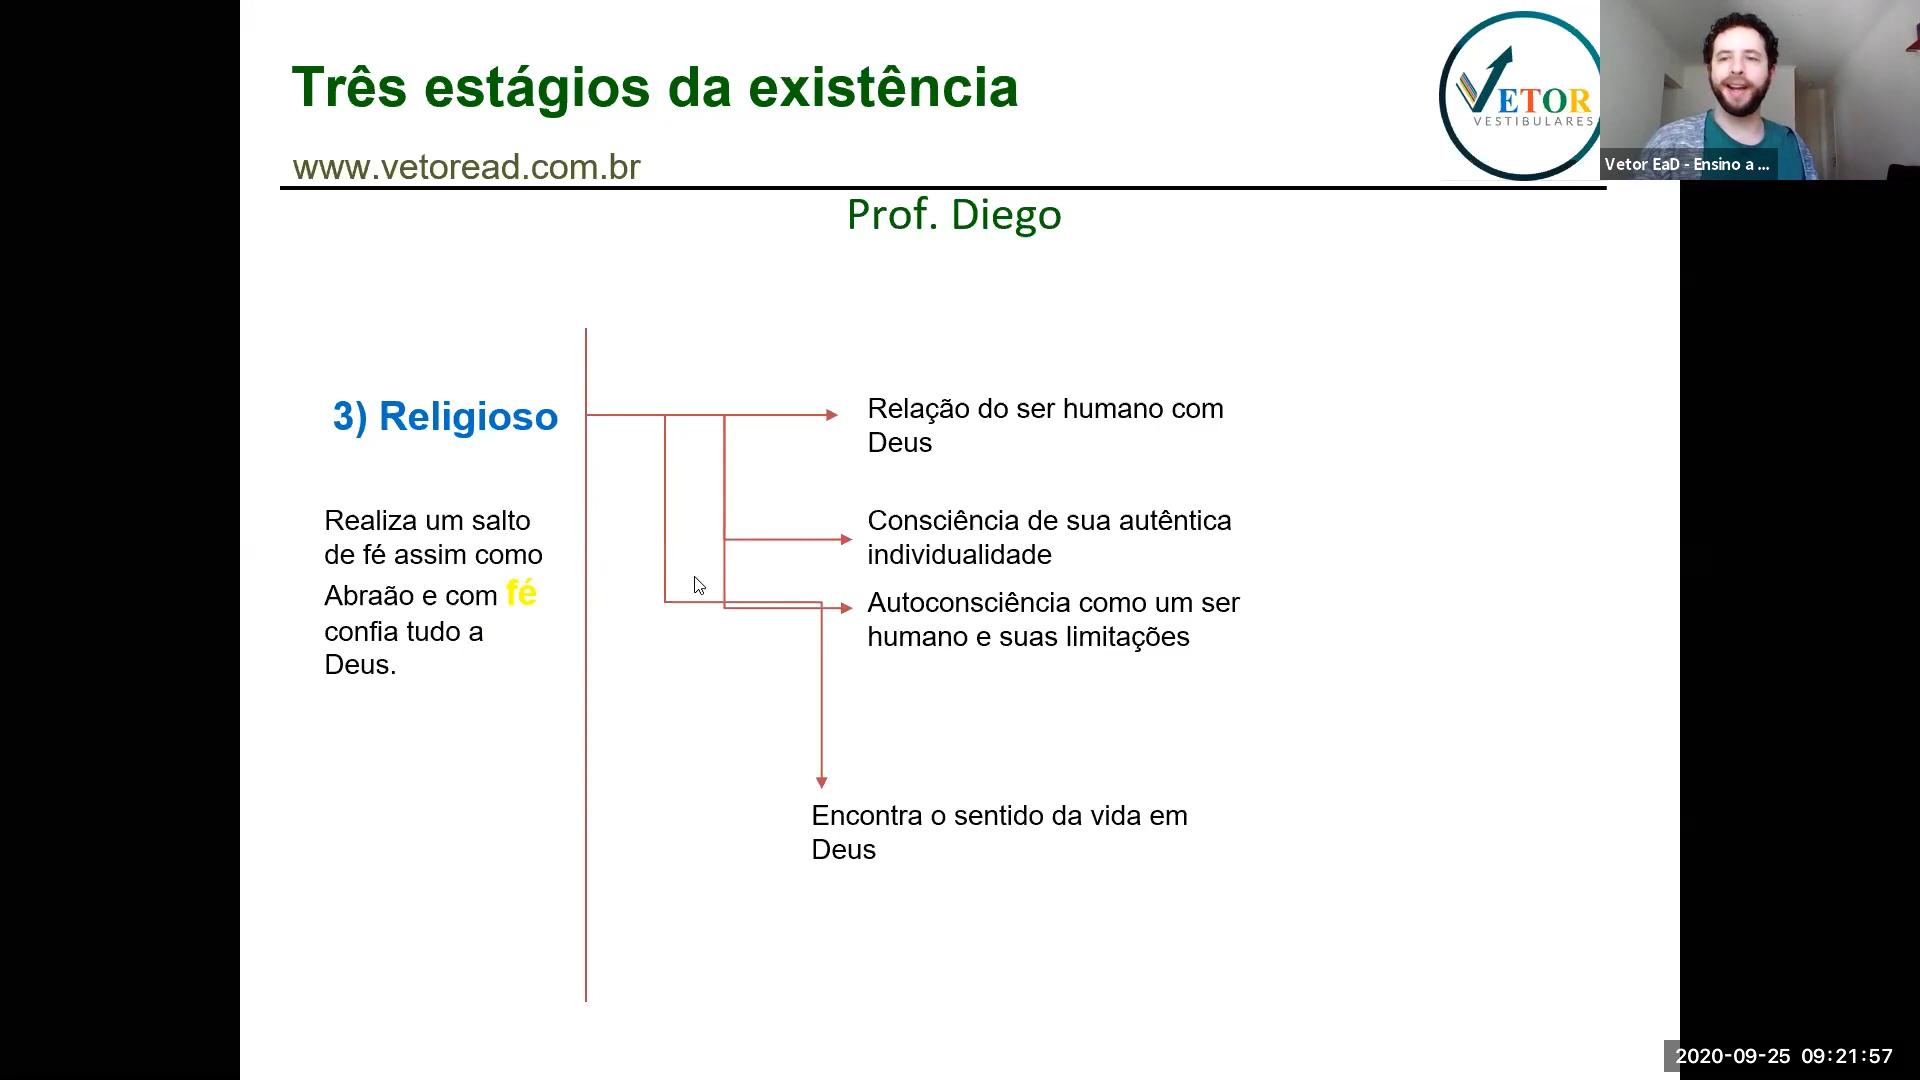 Três estágios da existência
www.vetoread.com.br
VETOR
VESTIBULARES
Vetor EaD - Ensino a ...
Prof. Diego
3) Religioso
Realiza um salto
de fé assim como
Abraão e com fé
confia tudo a
Deus.
Relação do ser humano com
Deus
Consciência de sua autêntica
individualidade
Autoconsciência como um ser
humano e suas limitações
Encontra o sentido da vida em
Deus
2020-09-25 09:21:57